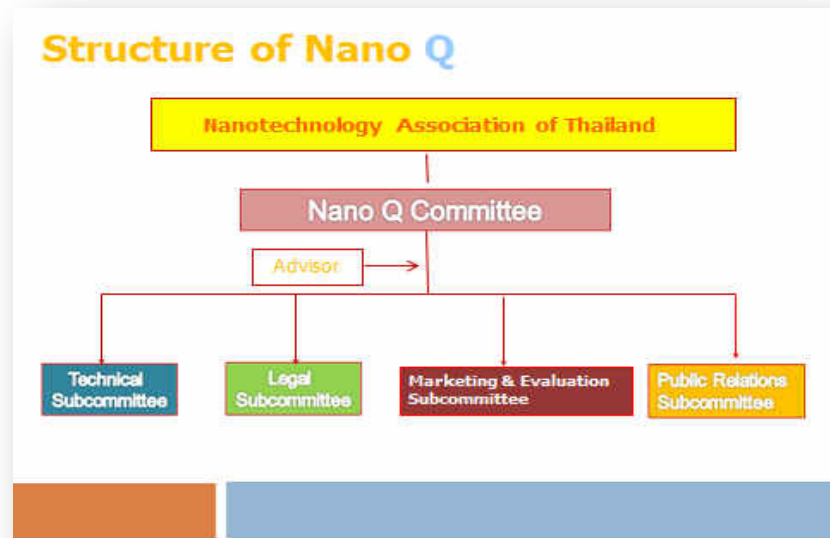 Structure of Nano Q
Nanotechnology Association of Thailand
Nano Q Committee
Advisor
Technical
Subcommittee
Legal
Subcommittee
Marketing & Evaluation
Subcommittee
Public Relations
Subcommittee